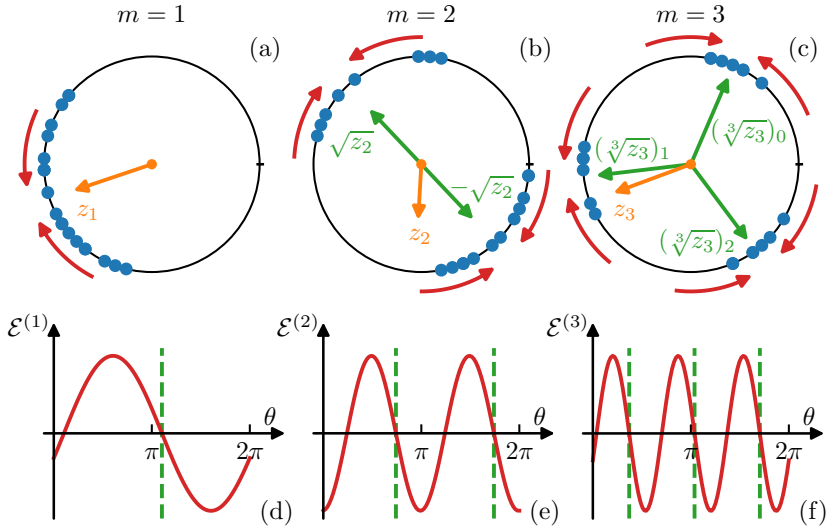 m = 1
m = 2
m = 3
(a)
(b)
(c)
z₁
√z₂
−√z₂
z₂
(∛z₃)₀
(∛z₃)₁
z₃
(∛z₃)₂
ℰ⁽¹⁾
θ
π
2π
(d)
ℰ⁽²⁾
θ
π
2π
(e)
ℰ⁽³⁾
θ
π
2π
(f)